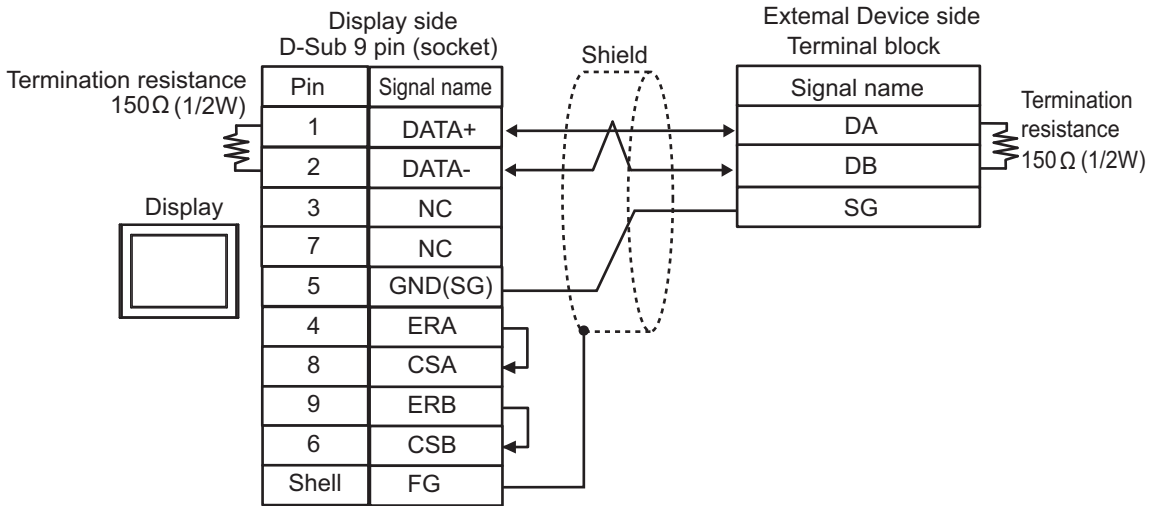 Display side
D-Sub 9 pin (socket)
External Device side
Terminal block
Shield
Termination resistance
150Ω (1/2W)
Pin Signal name
1 DATA+
2 DATA-
3 NC
7 NC
5 GND(SG)
4 ERA
8 CSA
9 ERB
6 CSB
Shell FG
Display
Signal name
DA
DB
SG
Termination
resistance
150Ω (1/2W)